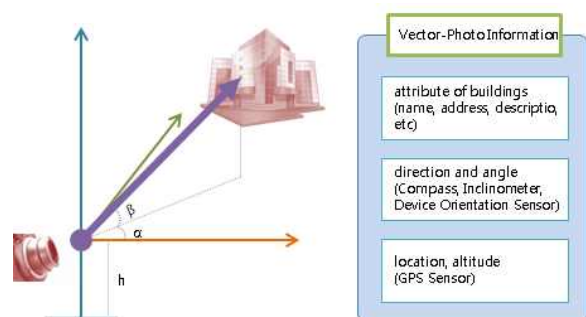 Vector-Photo Information
attribute of buildings
(name, address, descriptio,
etc)
direction and angle
(Compass, Inclinometer,
Device Orientation Sensor)
location, altitude
(GPS Sensor)
β
α
h